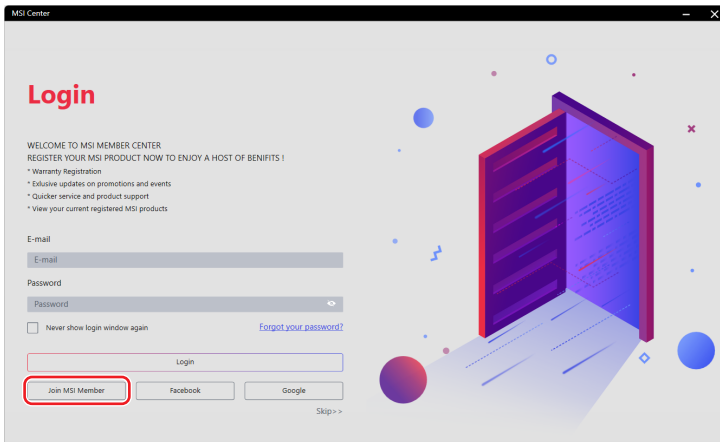 MSI Center
Login
WELCOME TO MSI MEMBER CENTER
REGISTER YOUR MSI PRODUCT NOW TO ENJOY A HOST OF BENIFITS !
* Warranty Registration
* Exlusive updates on promotions and events
* Quicker service and product support
* View your current registered MSI products
E-mail
E-mail
Password
Password
Never show login window again Forgot your password?
Login
Join MSI Member Facebook Google
Skip>>